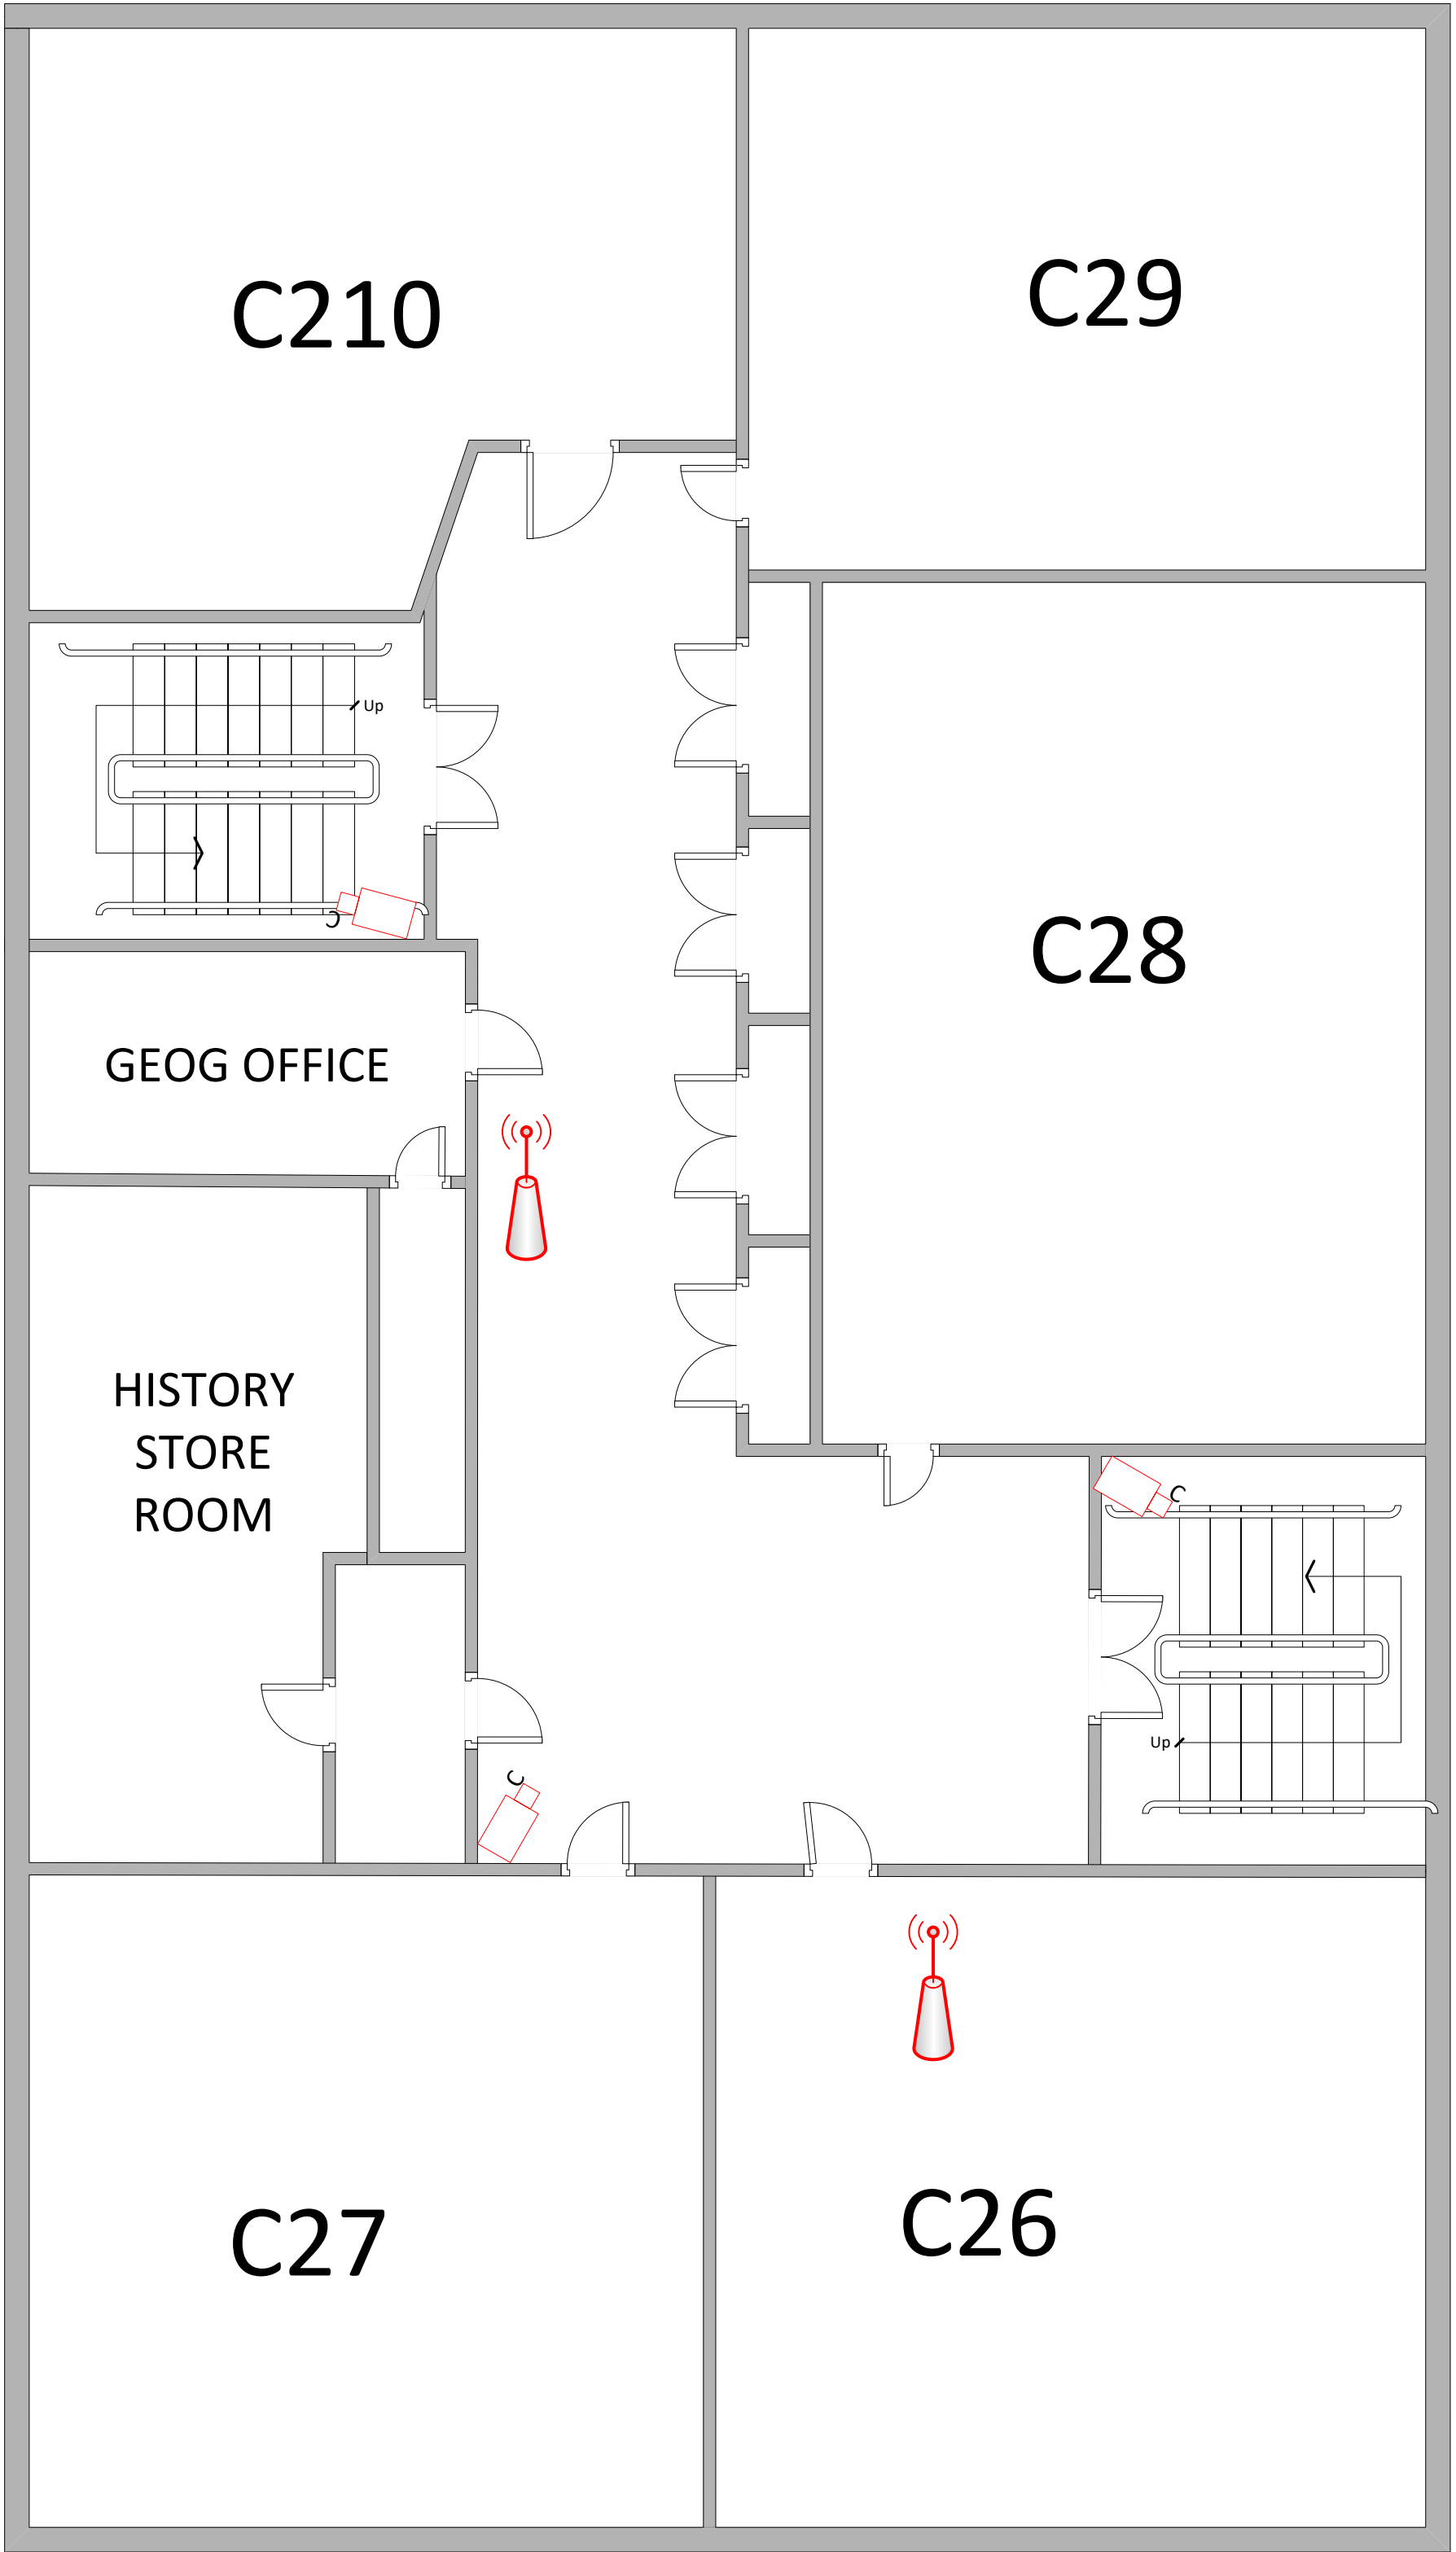 C210
C29
Up
C
C28
GEOG OFFICE
HISTORY
STORE
ROOM
C
Up
C
C27
C26